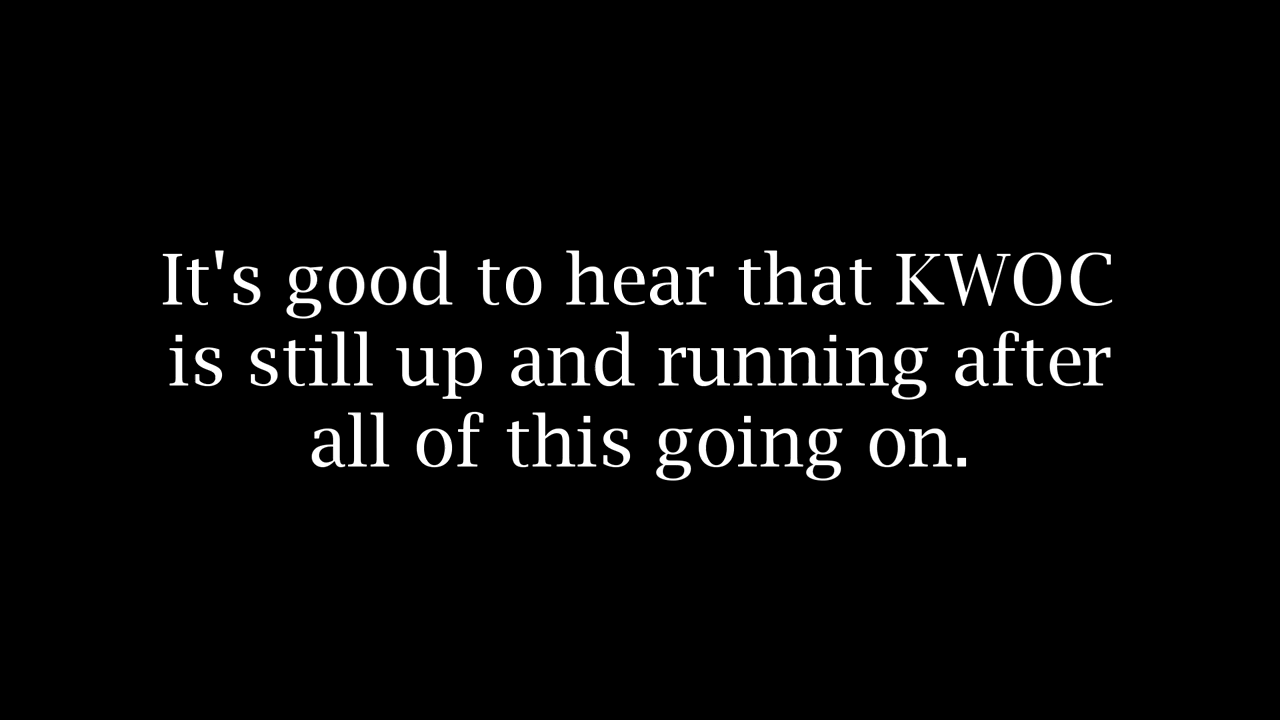 It's good to hear that KWOC
is still up and running after
all of this going on.